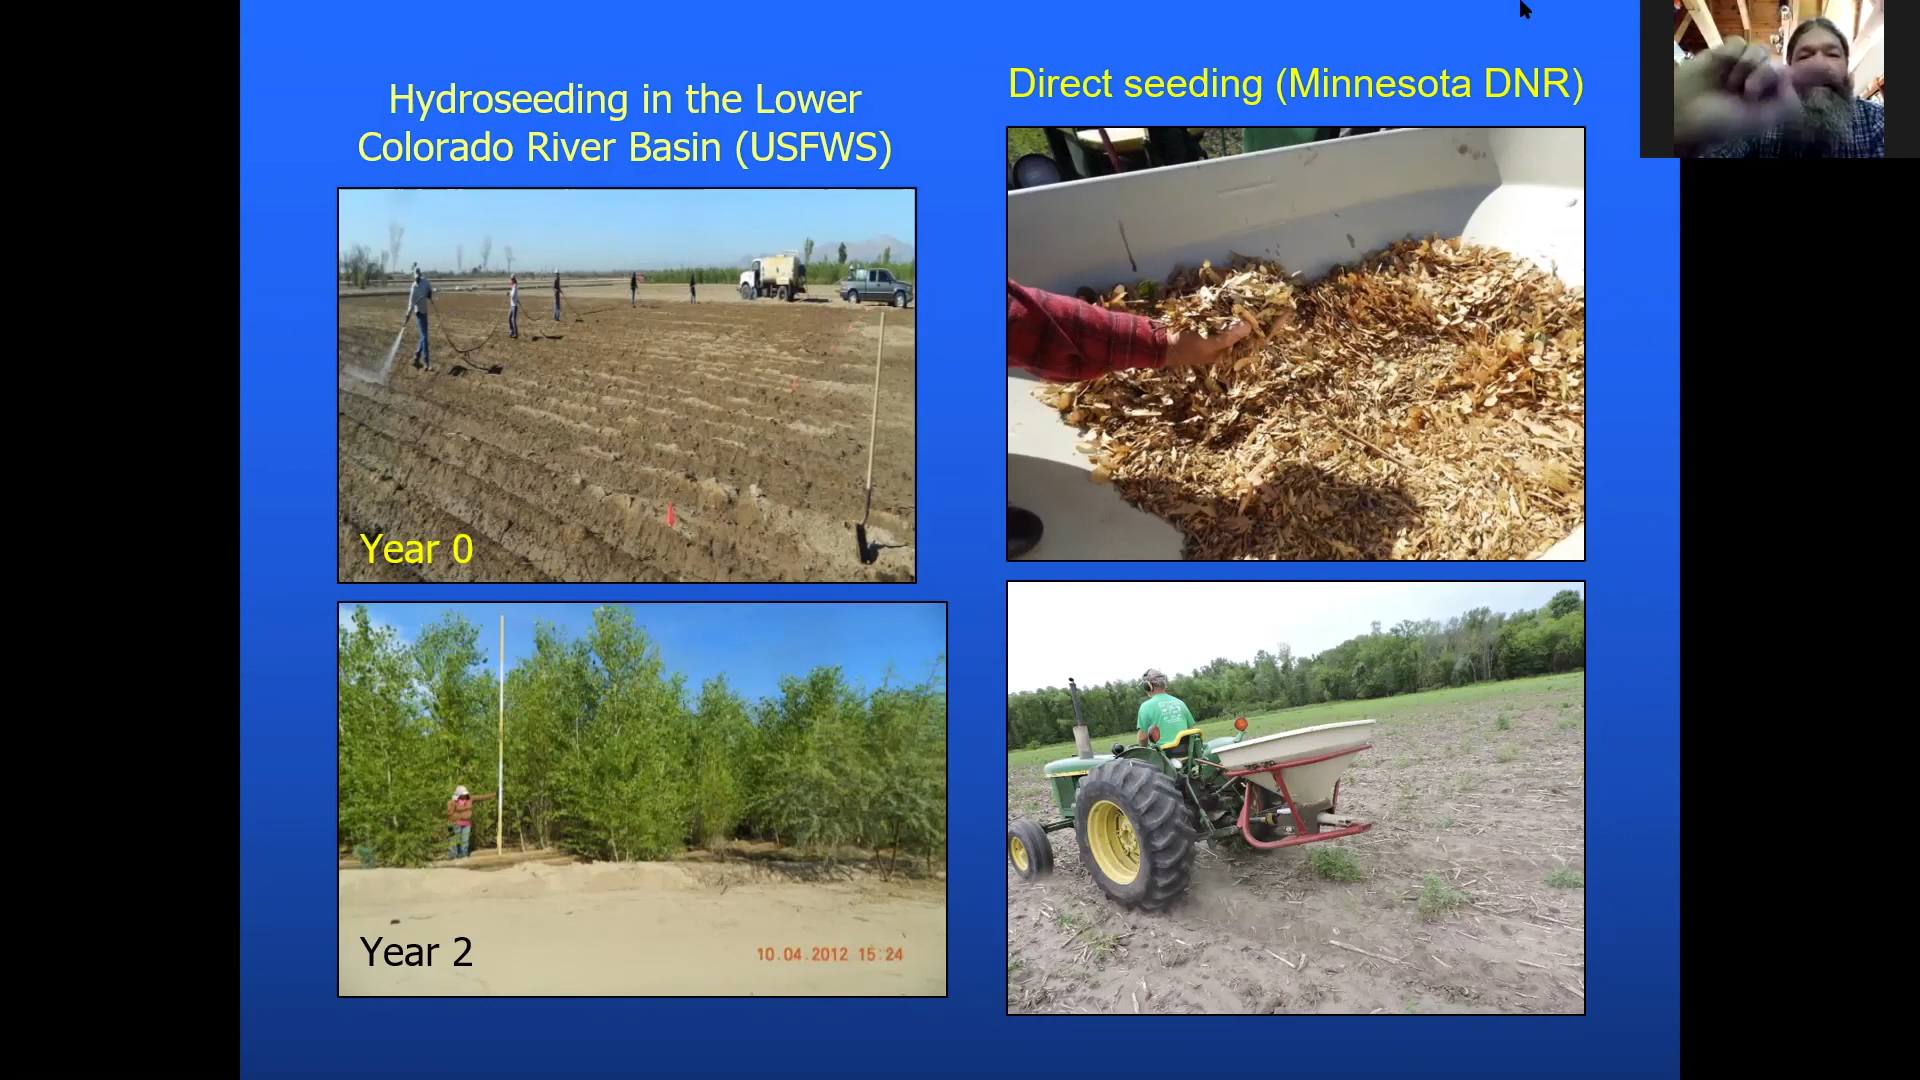 Hydroseeding in the Lower
Colorado River Basin (USFWS)
Year 0
Year 2
10.04.2012 15:24
Direct seeding (Minnesota DNR)